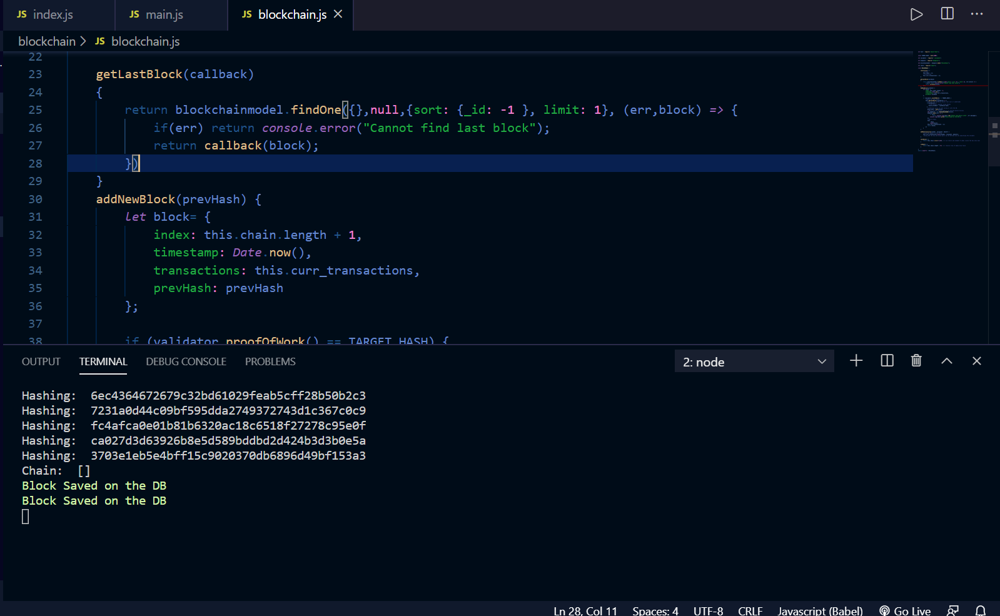 JS index.js JS main.js JS blockchain.js
blockchain > JS blockchain.js
22
23 getLastBlock(callback)
24 {
25 return blockchainmodel.findOne({},null,{sort: {_id: -1 }, limit: 1}, (err,block) => {
26 if(err) return console.error("Cannot find last block");
27 return callback(block);
28 })
29 }
30 addNewBlock(prevHash) {
31 let block= {
32 index: this.chain.length + 1,
33 timestamp: Date.now(),
34 transactions: this.curr_transactions,
35 prevHash: prevHash
36 };
37
38 if (validator.proofOfWork() == TARGET_HASH) {
OUTPUT TERMINAL DEBUG CONSOLE PROBLEMS 2: node
Hashing: 6ec4364672679c32bd61029feab5cff28b50b2c3
Hashing: 7231a0d44c09bf595dda2749372743d1c367c0c9
Hashing: fc4afca0e01b81b6320ac18c6518f27278c95e0f
Hashing: ca027d3d63926b8e5d589bddbd2d424b3d3b0e5a
Hashing: 3703e1eb5e4bff15c9020370db6896d49bf153a3
Chain: []
Block Saved on the DB
Block Saved on the DB
Ln 28, Col 11 Spaces: 4 UTF-8 CRLF Javascript (Babel) Go Live